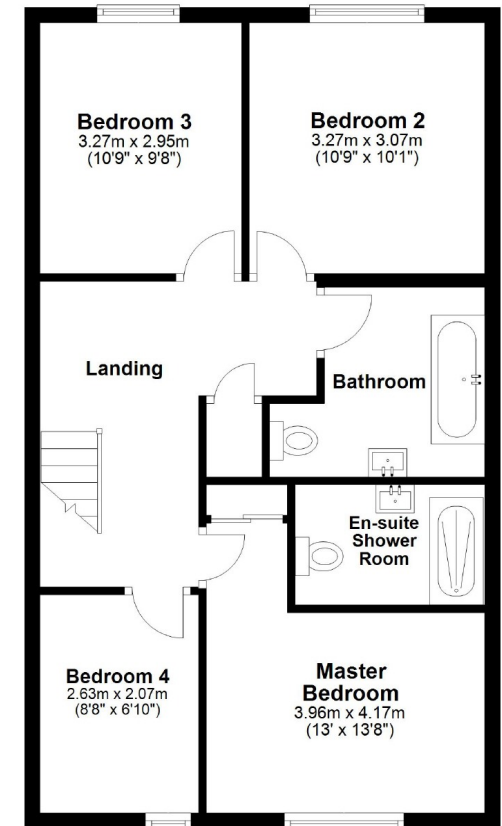 Bedroom 3
3.27m x 2.95m
(10'9" x 9'8")
Bedroom 2
3.27m x 3.07m
(10'9" x 10'1")
Landing
Bathroom
En-suite
Shower
Room
Bedroom 4
2.63m x 2.07m
(8'8" x 6'10")
Master
Bedroom
3.96m x 4.17m
(13' x 13'8")